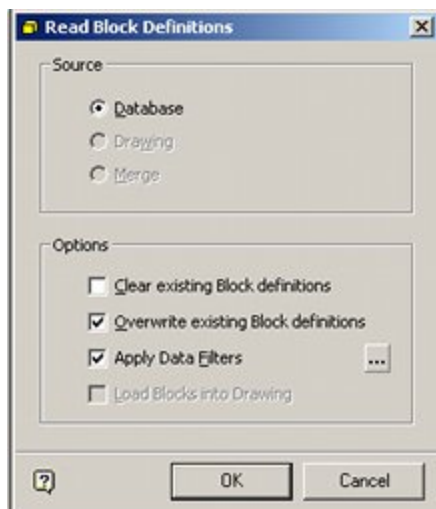 Read Block Definitions
Source
Database
Drawing
Merge
Options
Clear existing Block definitions
Overwrite existing Block definitions
Apply Data Filters ...
Load Blocks into Drawing
? OK Cancel